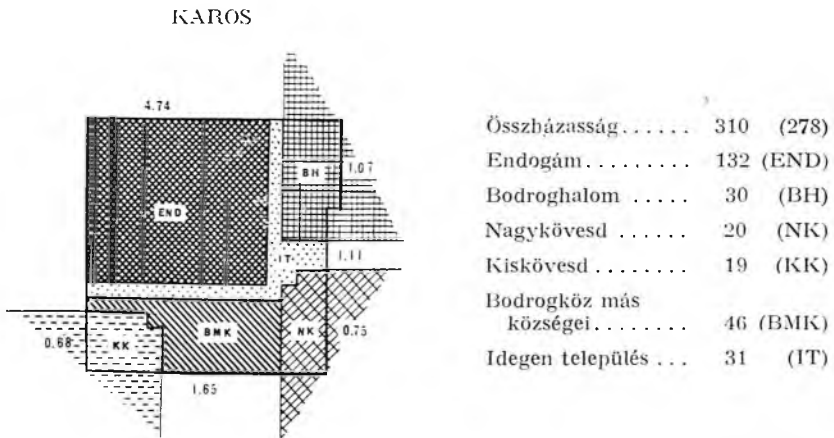 KAROS
4.74
BH
1.07
END
IT
1.11
BMK
NK
0.75
KK
0.68
1.65
Összházasság...... 310 (278)
Endogám......... 132 (END)
Bodroghalom ..... 30 (BH)
Nagykövesd ...... 20 (NK)
Kiskövesd........ 19 (KK)
Bodrogköz más
községei........ 46 (BMK)
Idegen település ... 31 (IT)